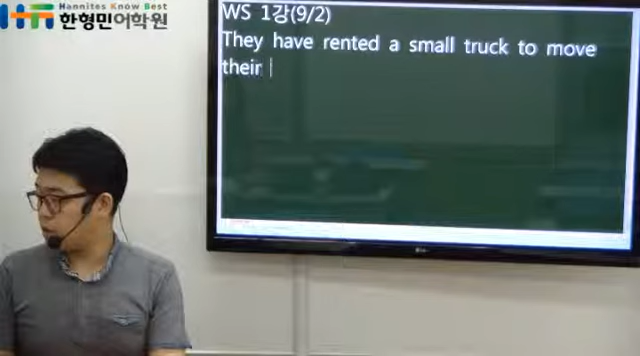 Hannites Know Best
한형민어학원
WS 1강(9/2)
They have rented a small truck to move
their
LG